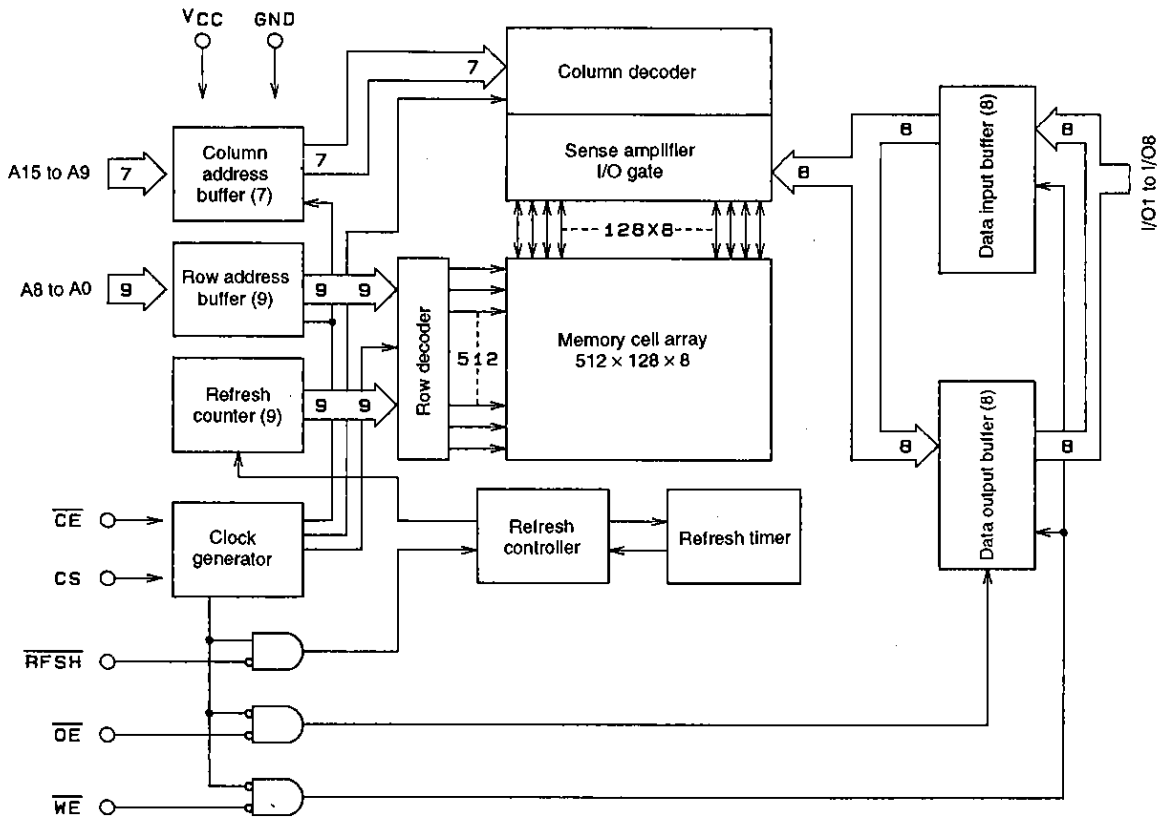 VCC GND
Column decoder
7
Column
address
buffer (7)
A15 to A9
7
7
Sense amplifier
I/O gate
8
8
Data input buffer (8)
8
I/O1 to I/O8
128X8
Row address
buffer (9)
A8 to A0
9
9 9
Row decoder
512
Memory cell array
512 × 128 × 8
Refresh
counter (9)
9 9
8
Data output buffer (8)
8
CE
CS
Clock
generator
Refresh
controller
Refresh timer
RFSH
OE
WE